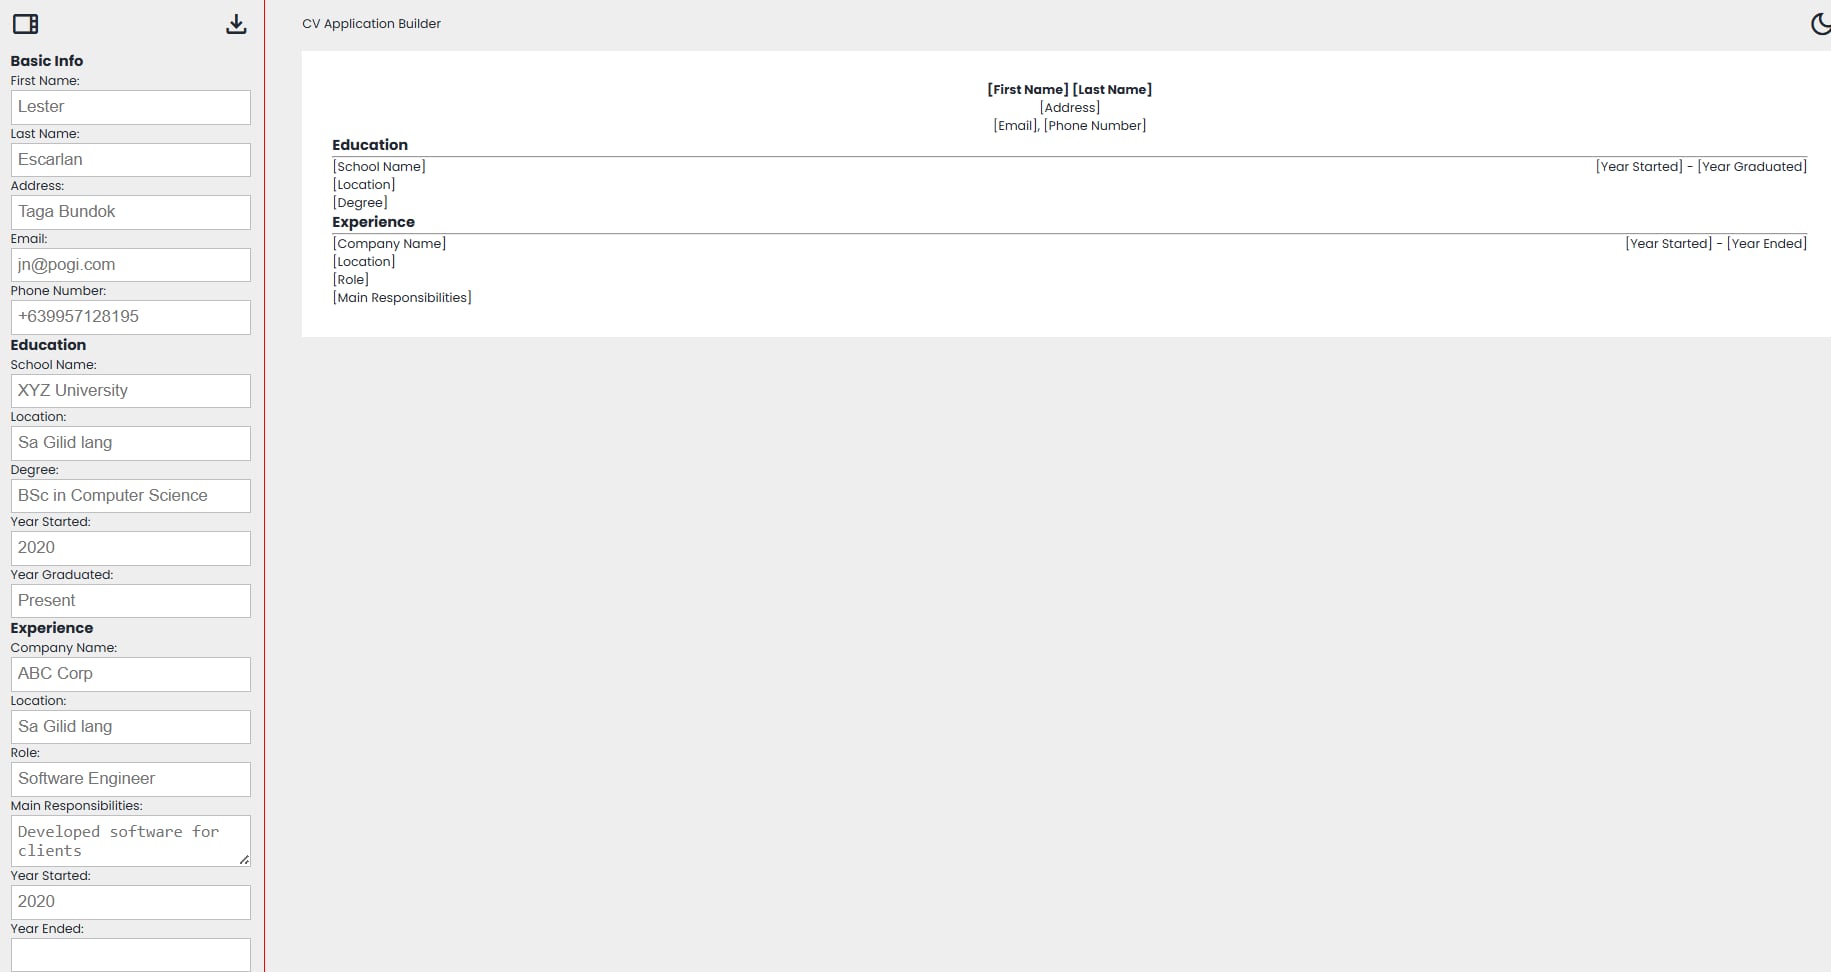 Basic Info
First Name:
Lester
Last Name:
Escarlan
Address:
Taga Bundok
Email:
jn@pogi.com
Phone Number:
+639957128195
Education
School Name:
XYZ University
Location:
Sa Gilid lang
Degree:
BSc in Computer Science
Year Started:
2020
Year Graduated:
Present
Experience
Company Name:
ABC Corp
Location:
Sa Gilid lang
Role:
Software Engineer
Main Responsibilities:
Developed software for
clients
Year Started:
2020
Year Ended:
CV Application Builder
[First Name] [Last Name]
[Address]
[Email], [Phone Number]
Education
[School Name] [Year Started] - [Year Graduated]
[Location]
[Degree]
Experience
[Company Name] [Year Started] - [Year Ended]
[Location]
[Role]
[Main Responsibilities]